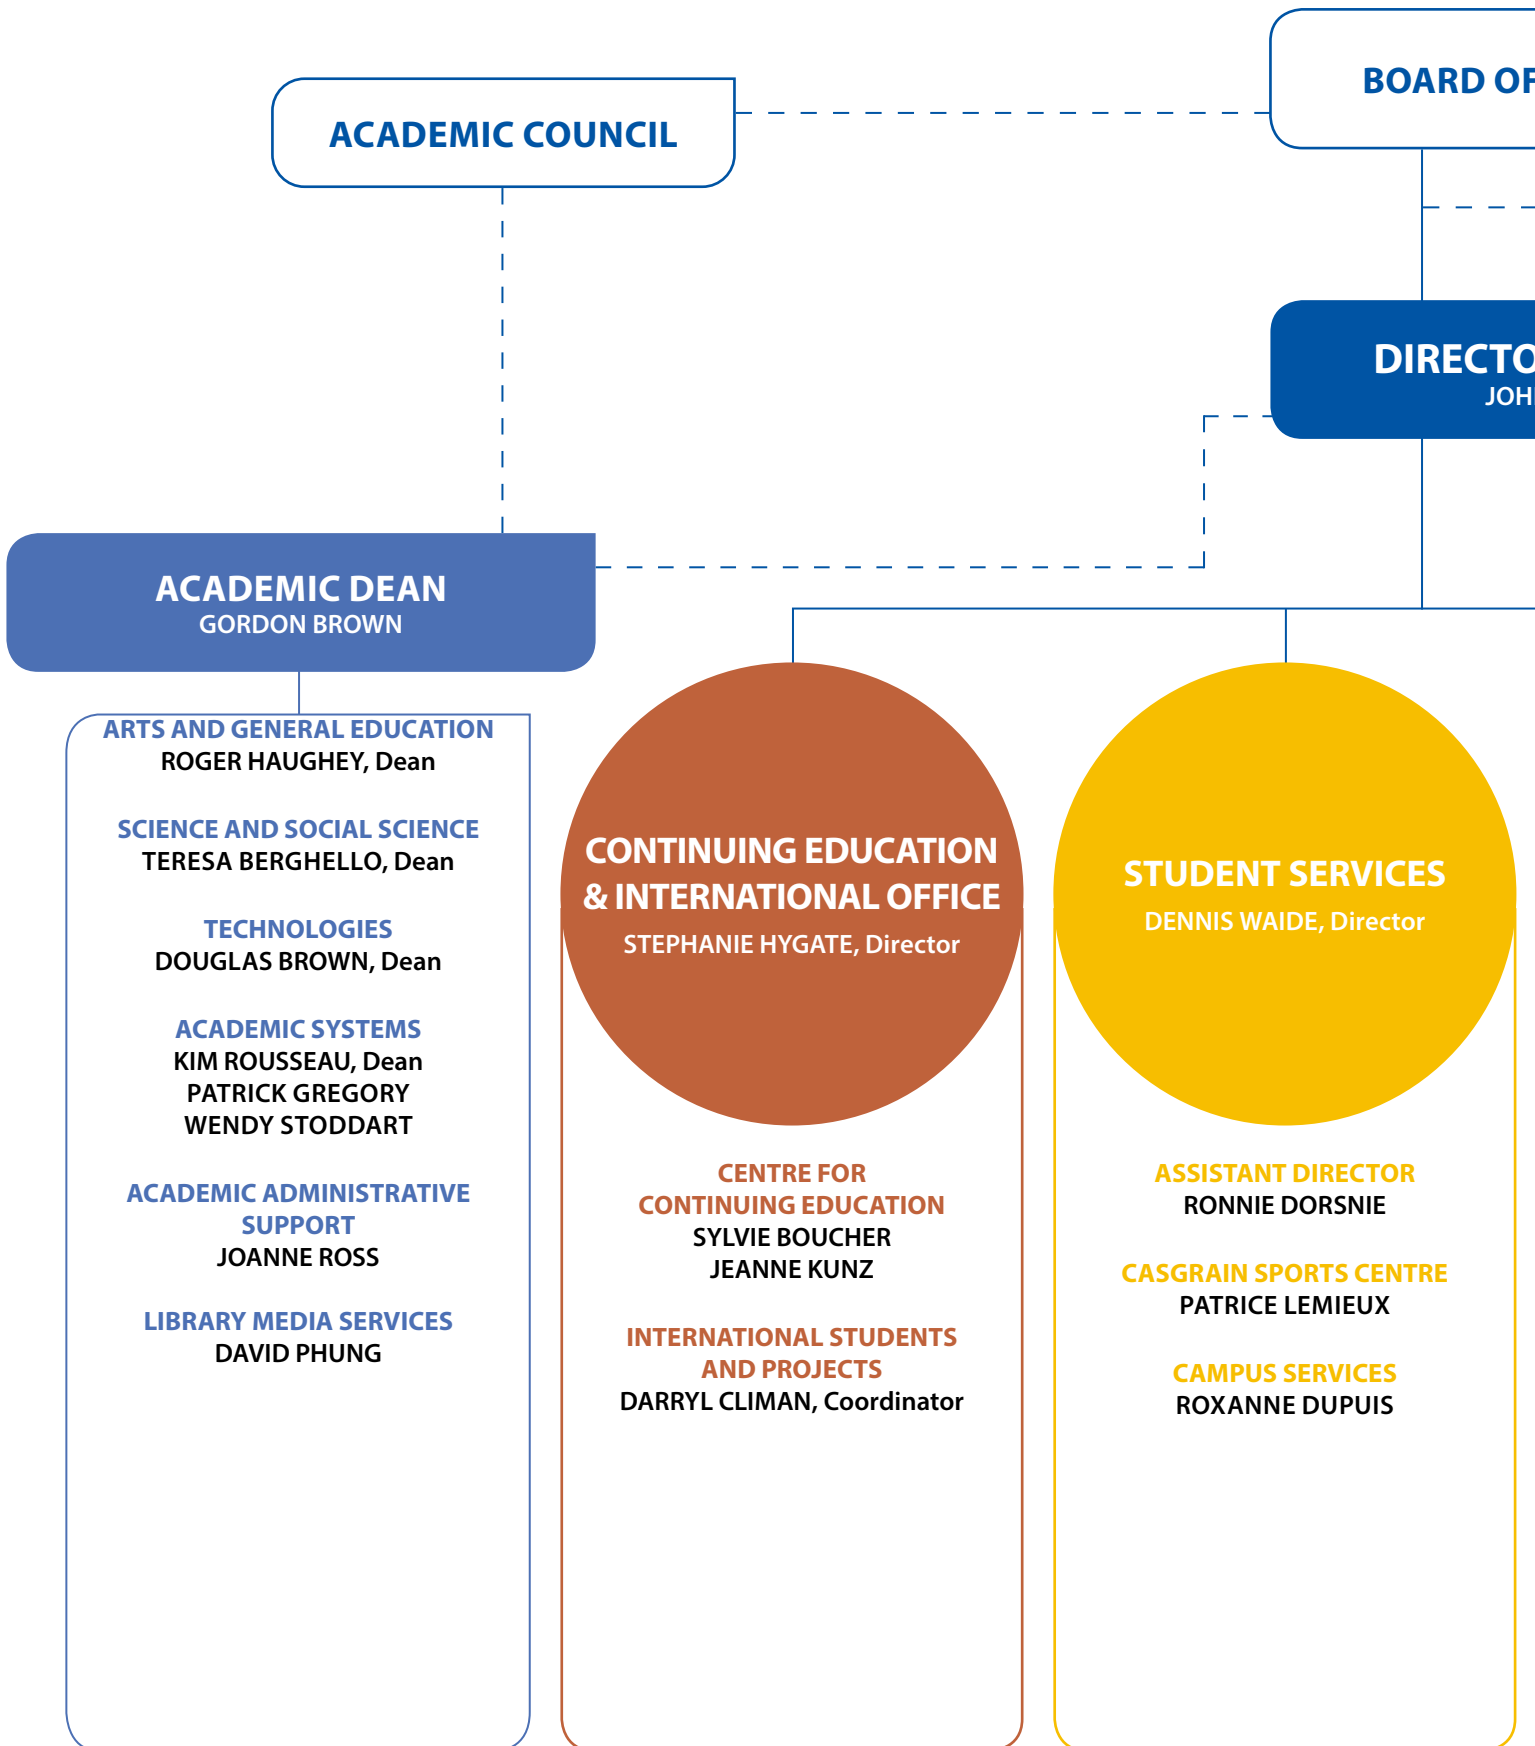 ACADEMIC COUNCIL
BOARD OF
DIRECTO
JOH
ACADEMIC DEAN
GORDON BROWN
ARTS AND GENERAL EDUCATION
ROGER HAUGHEY, Dean
SCIENCE AND SOCIAL SCIENCE
TERESA BERGHELLO, Dean
TECHNOLOGIES
DOUGLAS BROWN, Dean
ACADEMIC SYSTEMS
KIM ROUSSEAU, Dean
PATRICK GREGORY
WENDY STODDART
ACADEMIC ADMINISTRATIVE
SUPPORT
JOANNE ROSS
LIBRARY MEDIA SERVICES
DAVID PHUNG
CONTINUING EDUCATION
& INTERNATIONAL OFFICE
STEPHANIE HYGATE, Director
CENTRE FOR
CONTINUING EDUCATION
SYLVIE BOUCHER
JEANNE KUNZ
INTERNATIONAL STUDENTS
AND PROJECTS
DARRYL CLIMAN, Coordinator
STUDENT SERVICES
DENNIS WAIDE, Director
ASSISTANT DIRECTOR
RONNIE DORSNIE
CASGRAIN SPORTS CENTRE
PATRICE LEMIEUX
CAMPUS SERVICES
ROXANNE DUPUIS